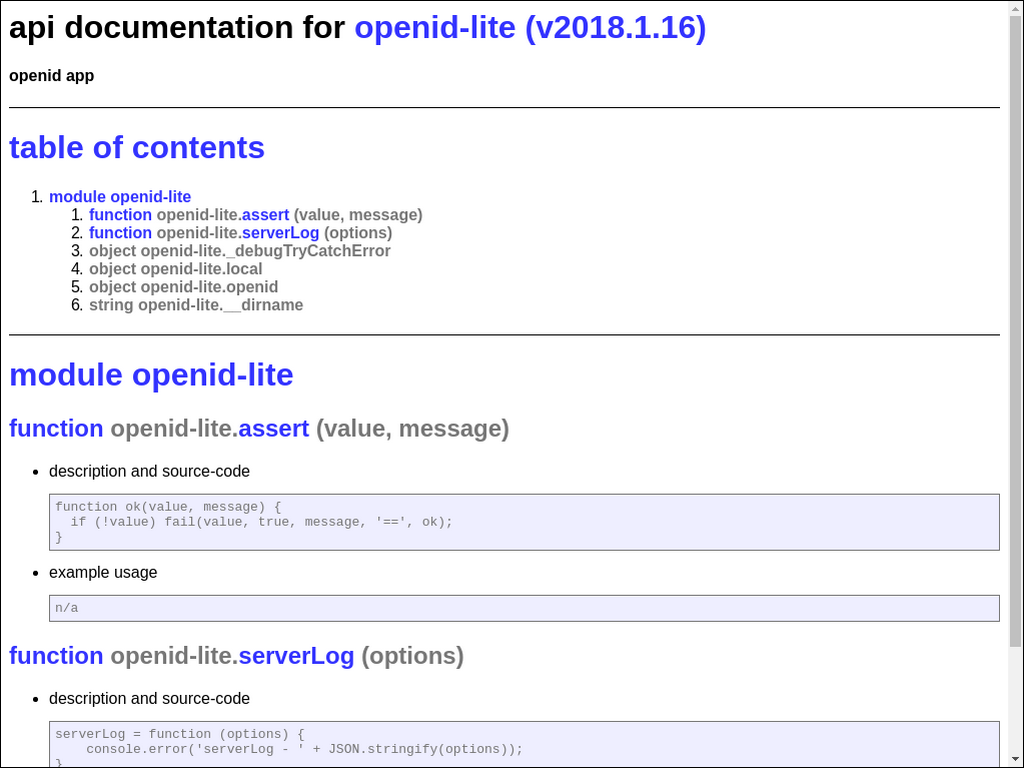 api documentation for openid-lite (v2018.1.16)
openid app
table of contents
1. module openid-lite
1. function openid-lite.assert (value, message)
2. function openid-lite.serverLog (options)
3. object openid-lite._debugTryCatchError
4. object openid-lite.local
5. object openid-lite.openid
6. string openid-lite.__dirname
module openid-lite
function openid-lite.assert (value, message)
• description and source-code
function ok(value, message) {
  if (!value) fail(value, true, message, '==', ok);
}
• example usage
n/a
function openid-lite.serverLog (options)
• description and source-code
serverLog = function (options) {
    console.error('serverLog - ' + JSON.stringify(options));
}